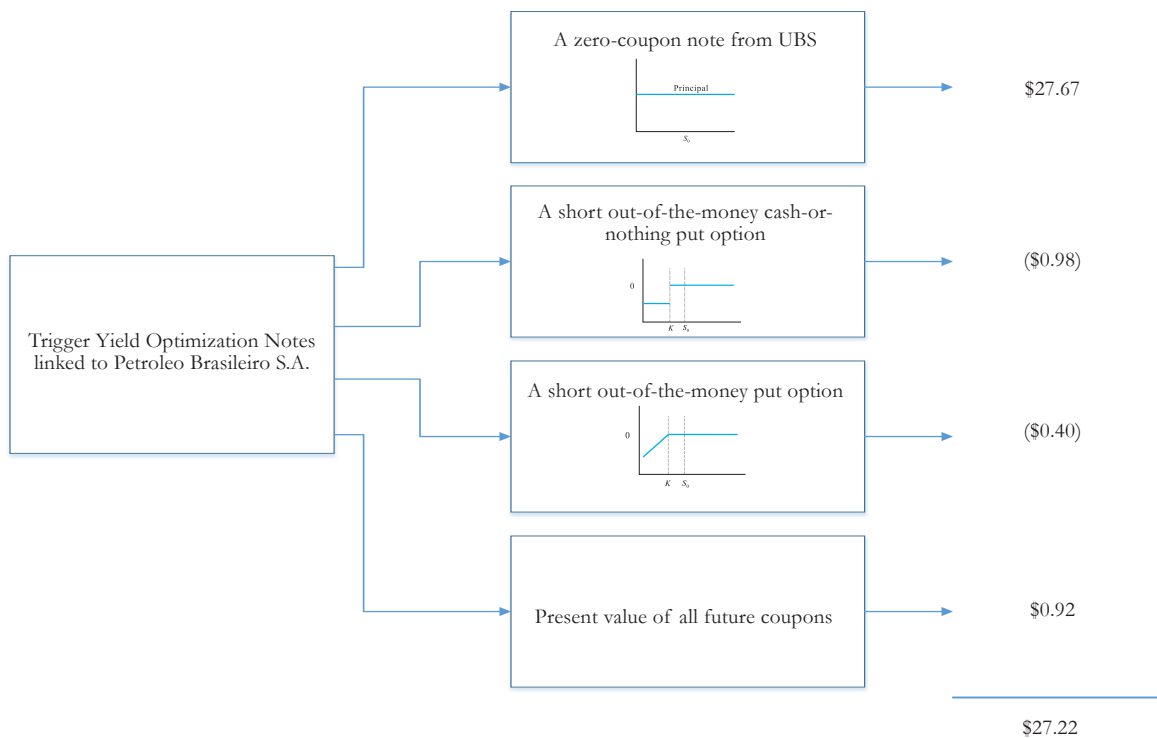 A zero-coupon note from UBS
Principal
S₀
$27.67
A short out-of-the-money cash-or-
nothing put option
0
K S₀
($0.98)
Trigger Yield Optimization Notes
linked to Petroleo Brasileiro S.A.
A short out-of-the-money put option
0
K S₀
($0.40)
Present value of all future coupons
$0.92
$27.22